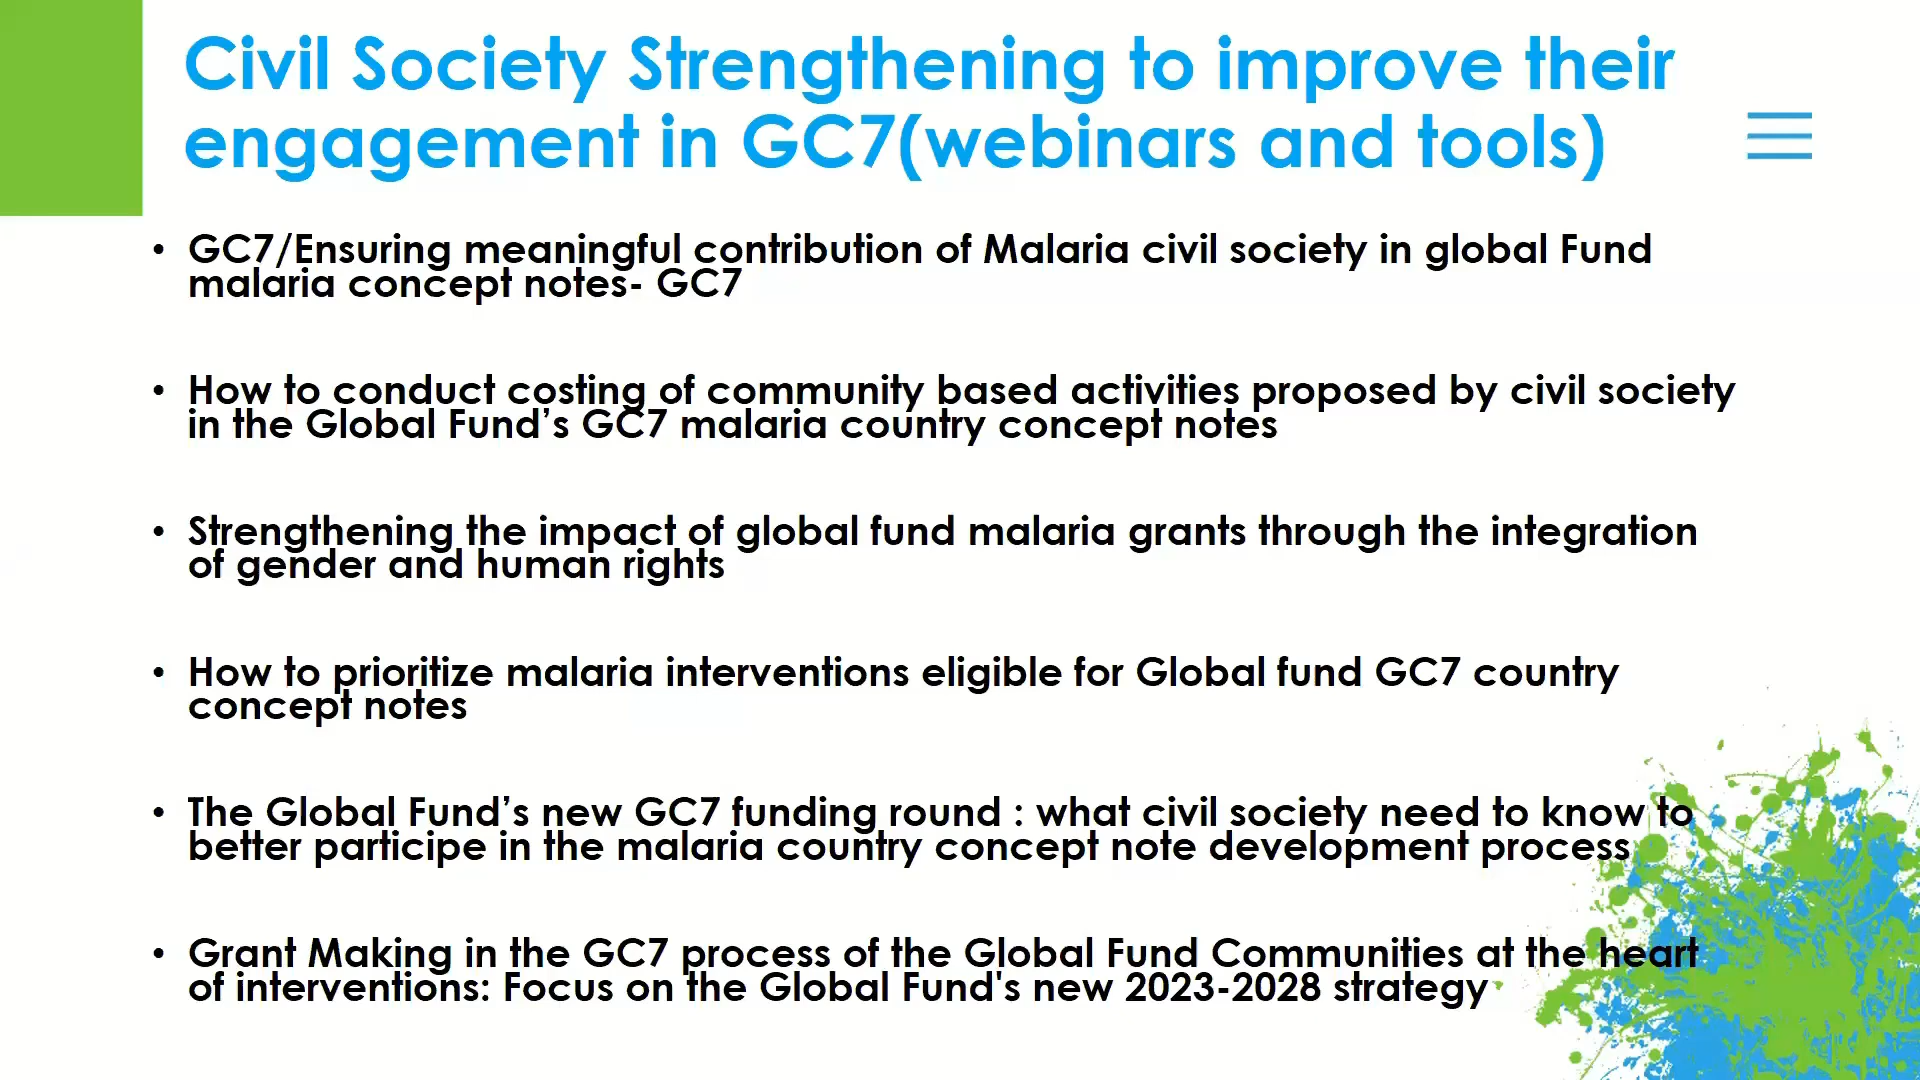 Civil Society Strengthening to improve their
engagement in GC7(webinars and tools)
• GC7/Ensuring meaningful contribution of Malaria civil society in global Fund
malaria concept notes- GC7
• How to conduct costing of community based activities proposed by civil society
in the Global Fund’s GC7 malaria country concept notes
• Strengthening the impact of global fund malaria grants through the integration
of gender and human rights
• How to prioritize malaria interventions eligible for Global fund GC7 country
concept notes
• The Global Fund’s new GC7 funding round : what civil society need to know to
better participe in the malaria country concept note development process
• Grant Making in the GC7 process of the Global Fund Communities at the heart
of interventions: Focus on the Global Fund's new 2023-2028 strategy